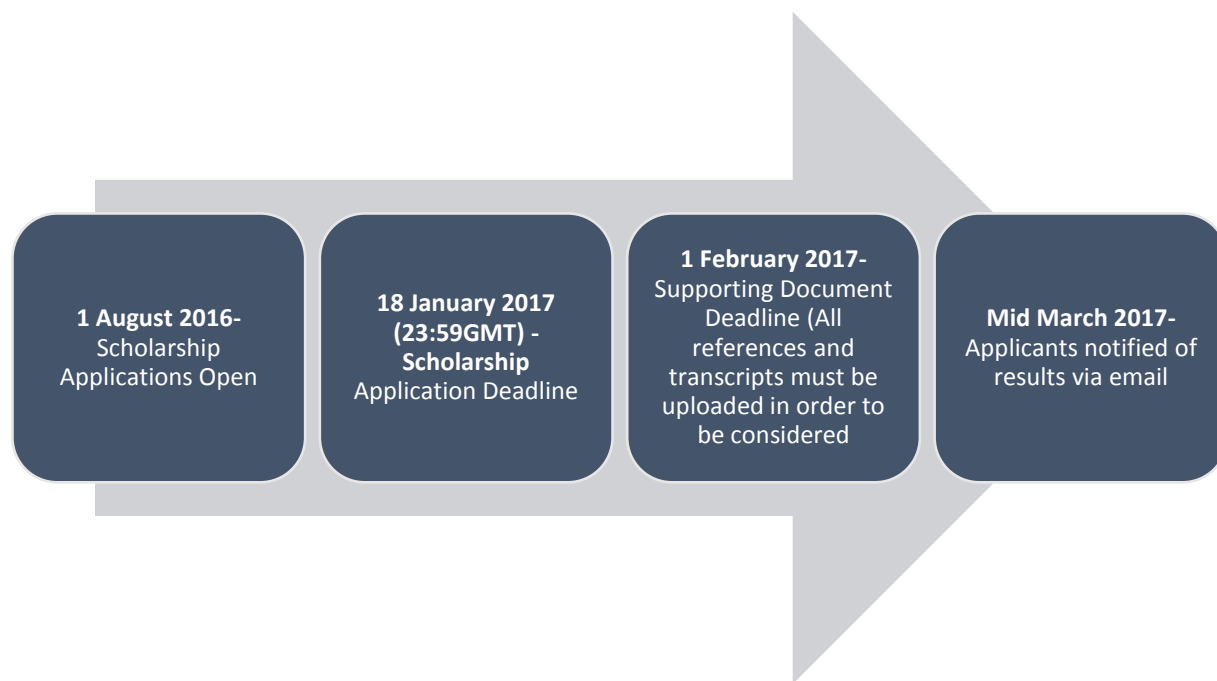 1 August 2016-
Scholarship
Applications Open
18 January 2017
(23:59GMT) -
Scholarship
Application Deadline
1 February 2017-
Supporting Document
Deadline (All
references and
transcripts must be
uploaded in order to
be considered
Mid March 2017-
Applicants notified of
results via email